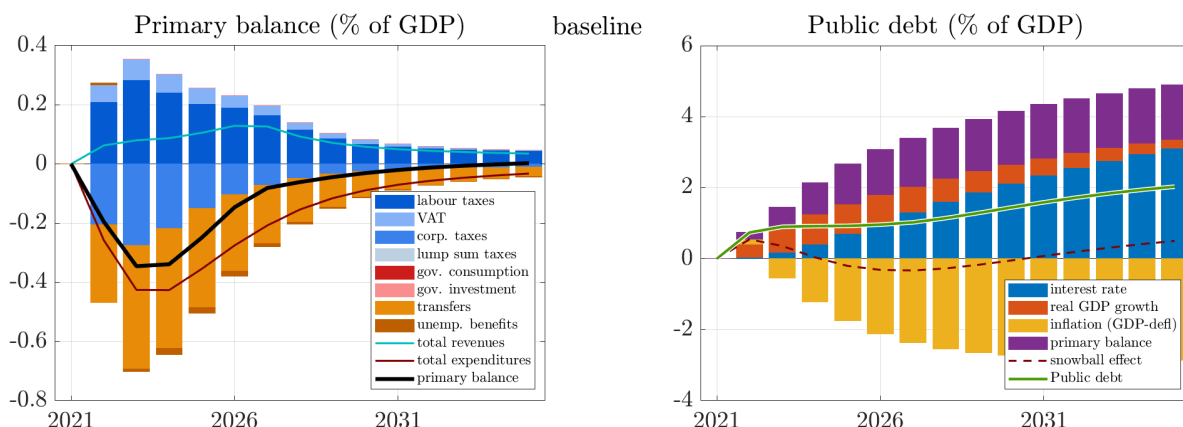 Primary balance (% of GDP)
baseline
Public debt (% of GDP)
0.4
0.2
0
-0.2
-0.4
-0.6
-0.8
2021
2026
2031
labour taxes
VAT
corp. taxes
lump sum taxes
gov. consumption
gov. investment
transfers
unemp. benefits
total revenues
total expenditures
primary balance
6
4
2
0
-2
-4
2021
2026
2031
interest rate
real GDP growth
inflation (GDP-defl)
primary balance
snowball effect
Public debt